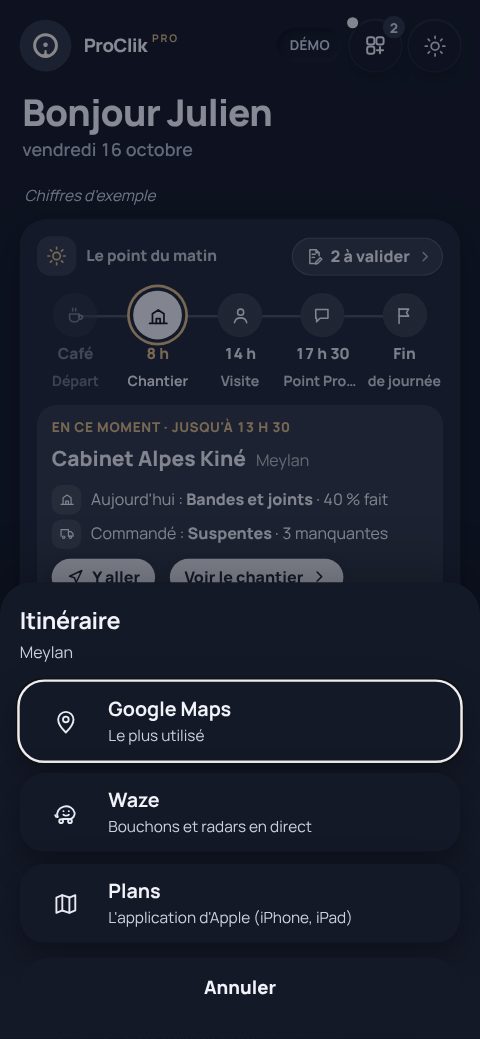 ProClik PRO
DÉMO
2
Bonjour Julien
vendredi 16 octobre
Chiffres d'exemple
Le point du matin
2 à valider
Café
8 h
14 h
17 h 30
Fin
Départ
Chantier
Visite
Point Pro...
de journée
EN CE MOMENT · JUSQU'À 13 H 30
Cabinet Alpes Kiné Meylan
Aujourd'hui : Bandes et joints · 40 % fait
Commandé : Suspentes · 3 manquantes
Y aller
Voir le chantier
Itinéraire
Meylan
Google Maps
Le plus utilisé
Waze
Bouchons et radars en direct
Plans
L'application d'Apple (iPhone, iPad)
Annuler